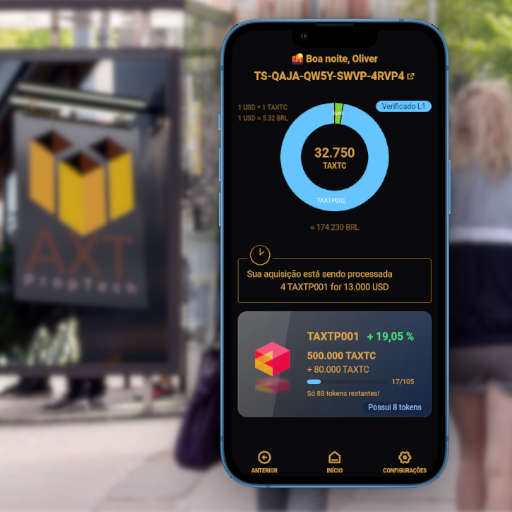 AXT
PropTech
Boa noite, Oliver
TS-QAJA-QW5Y-SWVP-4RVP4
1 USD = 1 TAXTC
1 USD = 5.32 BRL
Verificado L1
32.750
TAXTC
TAXTP001
≈ 174.230 BRL
Sua aquisição está sendo processada
4 TAXTP001 for 13.000 USD
TAXTP001 + 19,05 %
500.000 TAXTC
+ 80.000 TAXTC
17/105
Só 88 tokens restantes!
Possui 8 tokens
ANTERIOR
INÍCIO
CONFIGURAÇÕES